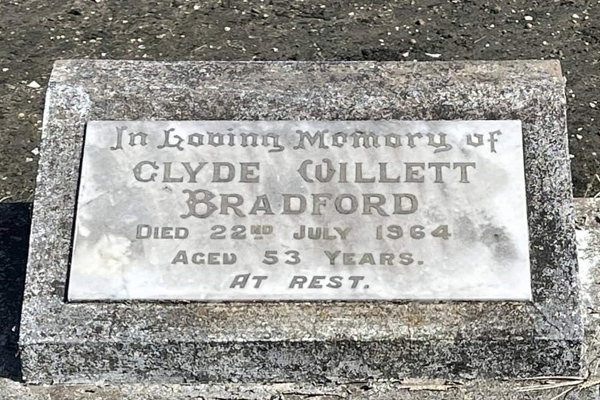 In Loving Memory of
CLYDE WILLETT
BRADFORD
DIED 22ND JULY 1964
AGED 53 YEARS.
AT REST.